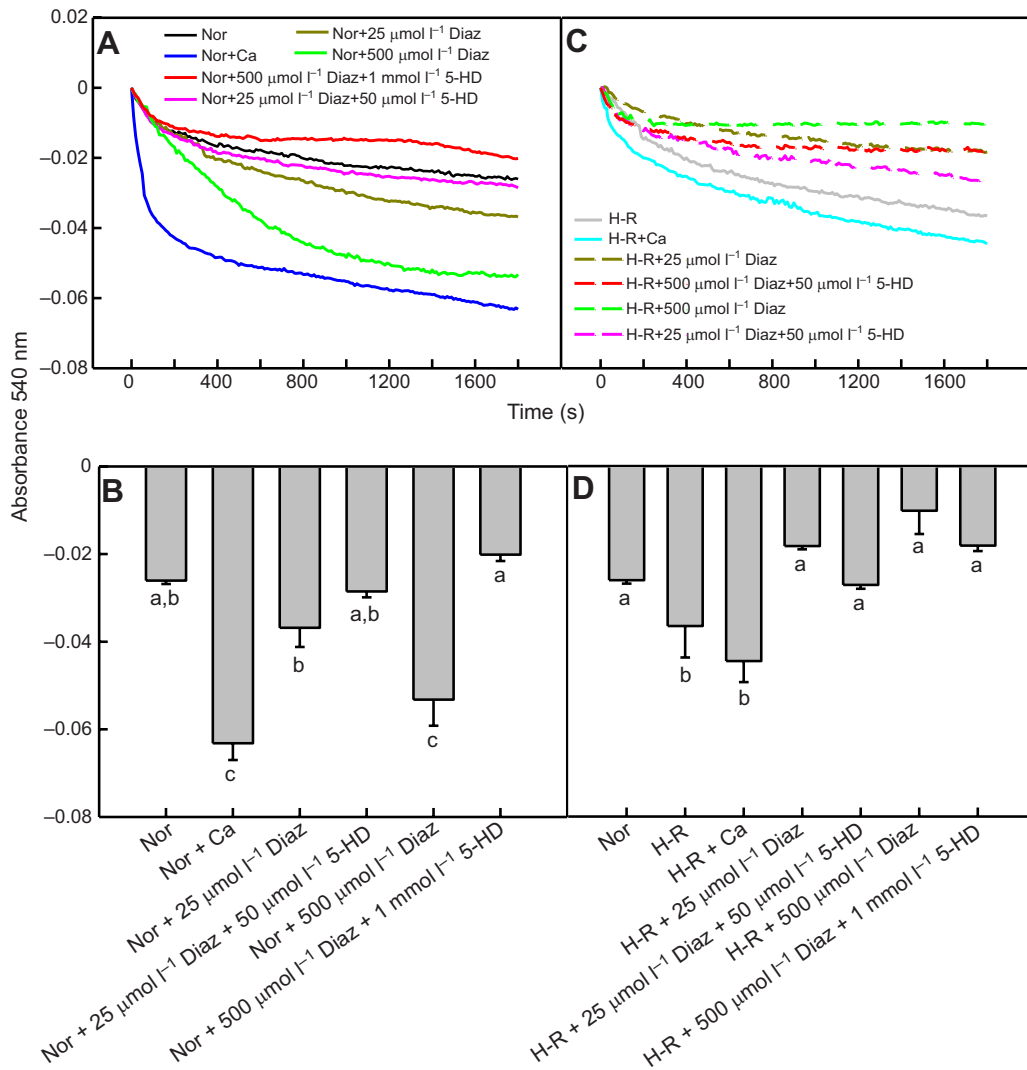 A
Nor
Nor+25 μmol l⁻¹ Diaz
Nor+Ca
Nor+500 μmol l⁻¹ Diaz
Nor+500 μmol l⁻¹ Diaz+1 mmol l⁻¹ 5-HD
Nor+25 μmol l⁻¹ Diaz+50 μmol l⁻¹ 5-HD
0.02
0
–0.02
–0.04
–0.06
–0.08
0
400
800
1200
1600
C
H-R
H-R+Ca
H-R+25 μmol l⁻¹ Diaz
H-R+500 μmol l⁻¹ Diaz+50 μmol l⁻¹ 5-HD
H-R+500 μmol l⁻¹ Diaz
H-R+25 μmol l⁻¹ Diaz+50 μmol l⁻¹ 5-HD
0
400
800
1200
1600
Time (s)
Absorbance 540 nm
B
0
–0.02
–0.04
–0.06
–0.08
a,b
c
b
a,b
c
a
Nor
Nor + Ca
Nor + 25 μmol l⁻¹ Diaz
Nor + 25 μmol l⁻¹ Diaz + 50 μmol l⁻¹ 5-HD
Nor + 500 μmol l⁻¹ Diaz
Nor + 500 μmol l⁻¹ Diaz + 1 mmol l⁻¹ 5-HD
D
a
b
b
a
a
a
a
Nor
H-R
H-R + Ca
H-R + 25 μmol l⁻¹ Diaz
H-R + 25 μmol l⁻¹ Diaz + 50 μmol l⁻¹ 5-HD
H-R + 500 μmol l⁻¹ Diaz
H-R + 500 μmol l⁻¹ Diaz + 1 mmol l⁻¹ 5-HD